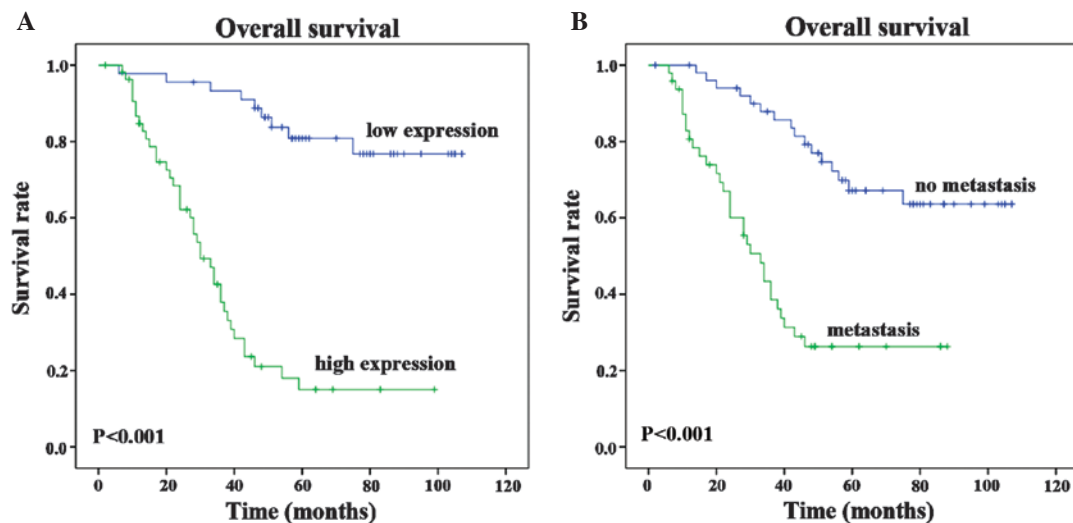 A
Overall survival
Survival rate
1.0
0.8
0.6
0.4
0.2
0.0
low expression
high expression
P<0.001
0 20 40 60 80 100 120
Time (months)
B
Overall survival
Survival rate
1.0
0.8
0.6
0.4
0.2
0.0
no metastasis
metastasis
P<0.001
0 20 40 60 80 100 120
Time (months)